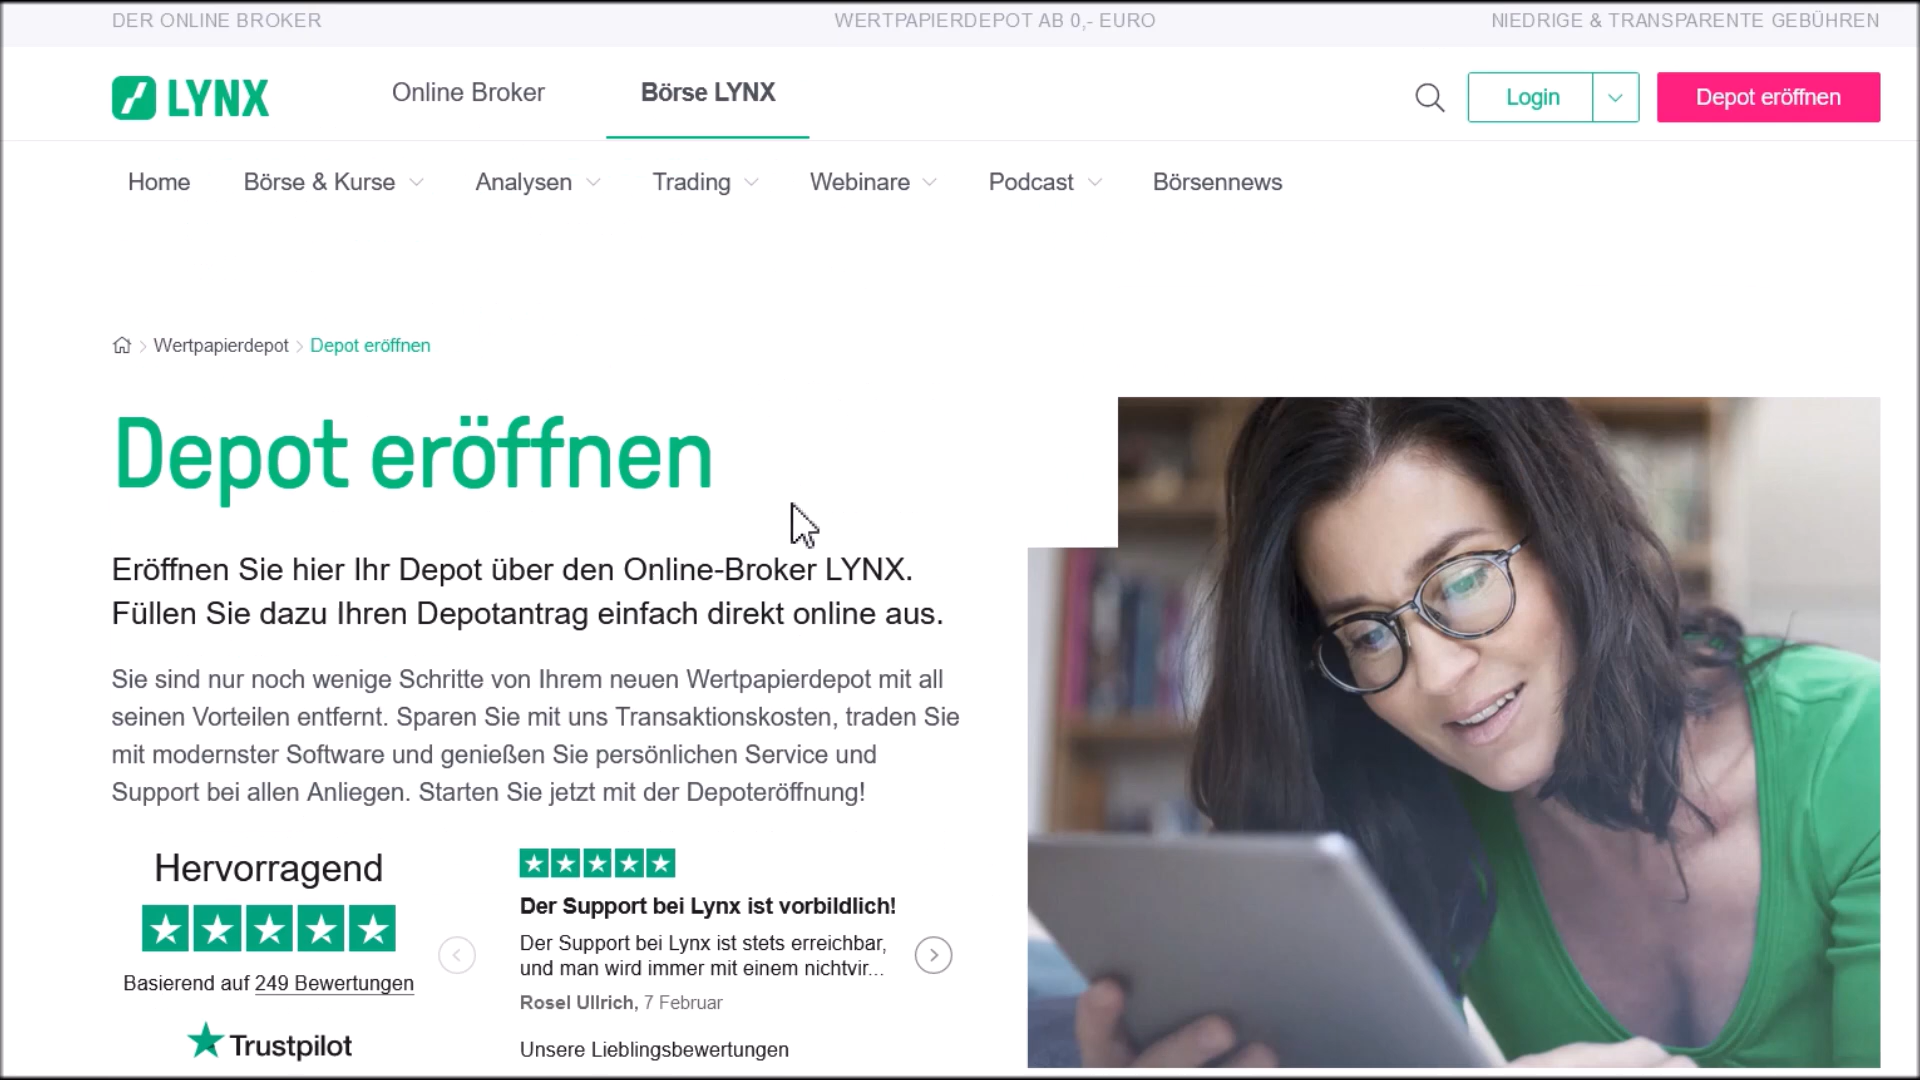 DER ONLINE BROKER
WERTPAPIERDEPOT AB 0,- EURO
NIEDRIGE & TRANSPARENTE GEBÜHREN
LYNX
Online Broker
Börse LYNX
Login
Depot eröffnen
Home
Börse & Kurse
Analysen
Trading
Webinare
Podcast
Börsennews
Wertpapierdepot
Depot eröffnen
Depot eröffnen
Eröffnen Sie hier Ihr Depot über den Online-Broker LYNX.
Füllen Sie dazu Ihren Depotantrag einfach direkt online aus.
Sie sind nur noch wenige Schritte von Ihrem neuen Wertpapierdepot mit all
seinen Vorteilen entfernt. Sparen Sie mit uns Transaktionskosten, traden Sie
mit modernster Software und genießen Sie persönlichen Service und
Support bei allen Anliegen. Starten Sie jetzt mit der Depoteröffnung!
Hervorragend
Basierend auf 249 Bewertungen
Trustpilot
Der Support bei Lynx ist vorbildlich!
Der Support bei Lynx ist stets erreichbar,
und man wird immer mit einem nichtvir...
Rosel Ullrich, 7 Februar
Unsere Lieblingsbewertungen